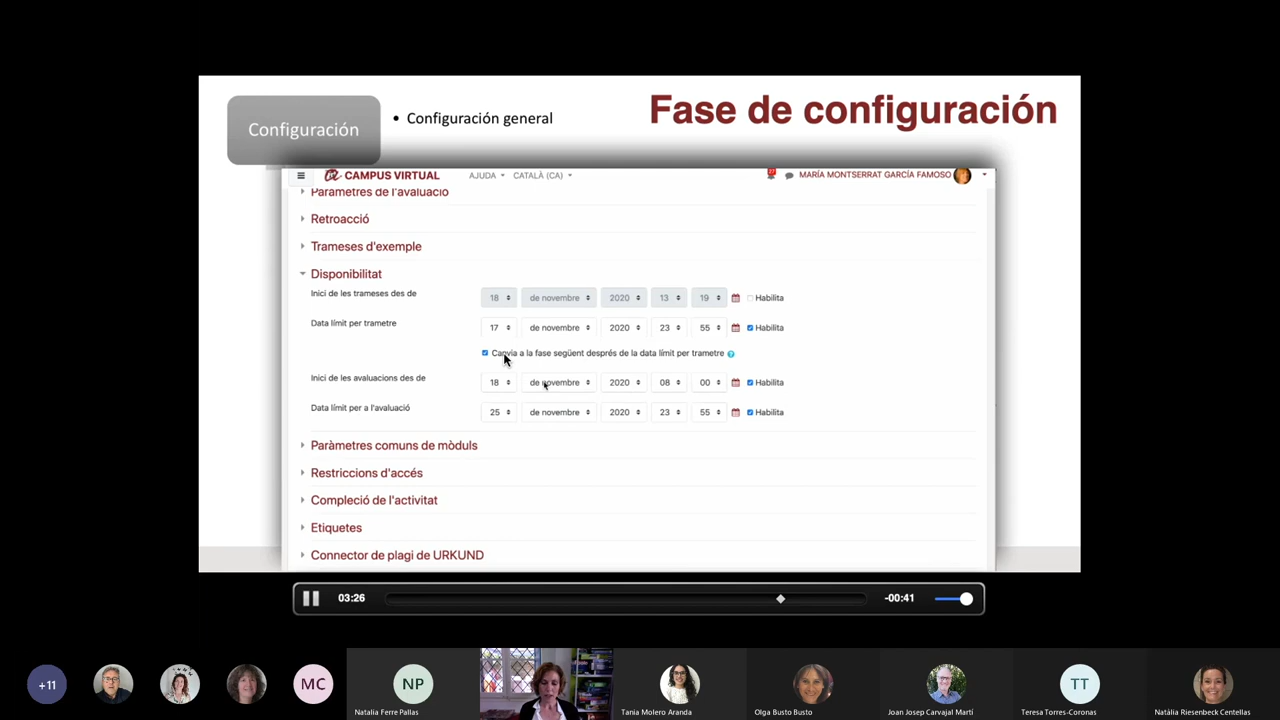 Configuración
• Configuración general
Fase de configuración
CAMPUS VIRTUAL
AJUDA
CATALÀ (CA)
MARÍA MONTSERRAT GARCÍA FAMOSO
Paràmetres de l'avaluació
Retroacció
Trameses d'exemple
Disponibilitat
Inici de les trameses des de
18 de novembre 2020 13 19 Habilita
Data límit per trametre
17 de novembre 2020 23 55 Habilita
Canvia a la fase següent després de la data límit per trametre
Inici de les avaluacions des de
18 de novembre 2020 08 00 Habilita
Data límit per a l'avaluació
25 de novembre 2020 23 55 Habilita
Paràmetres comuns de mòduls
Restriccions d'accés
Compleció de l'activitat
Etiquetes
Connector de plagi de URKUND
03:26
-00:41
+11
MC
NP
TT
Natalia Ferre Pallas
Tania Molero Aranda
Olga Busto Busto
Joan Josep Carvajal Martí
Teresa Torres-Coronas
Natàlia Riesenbeck Centellas